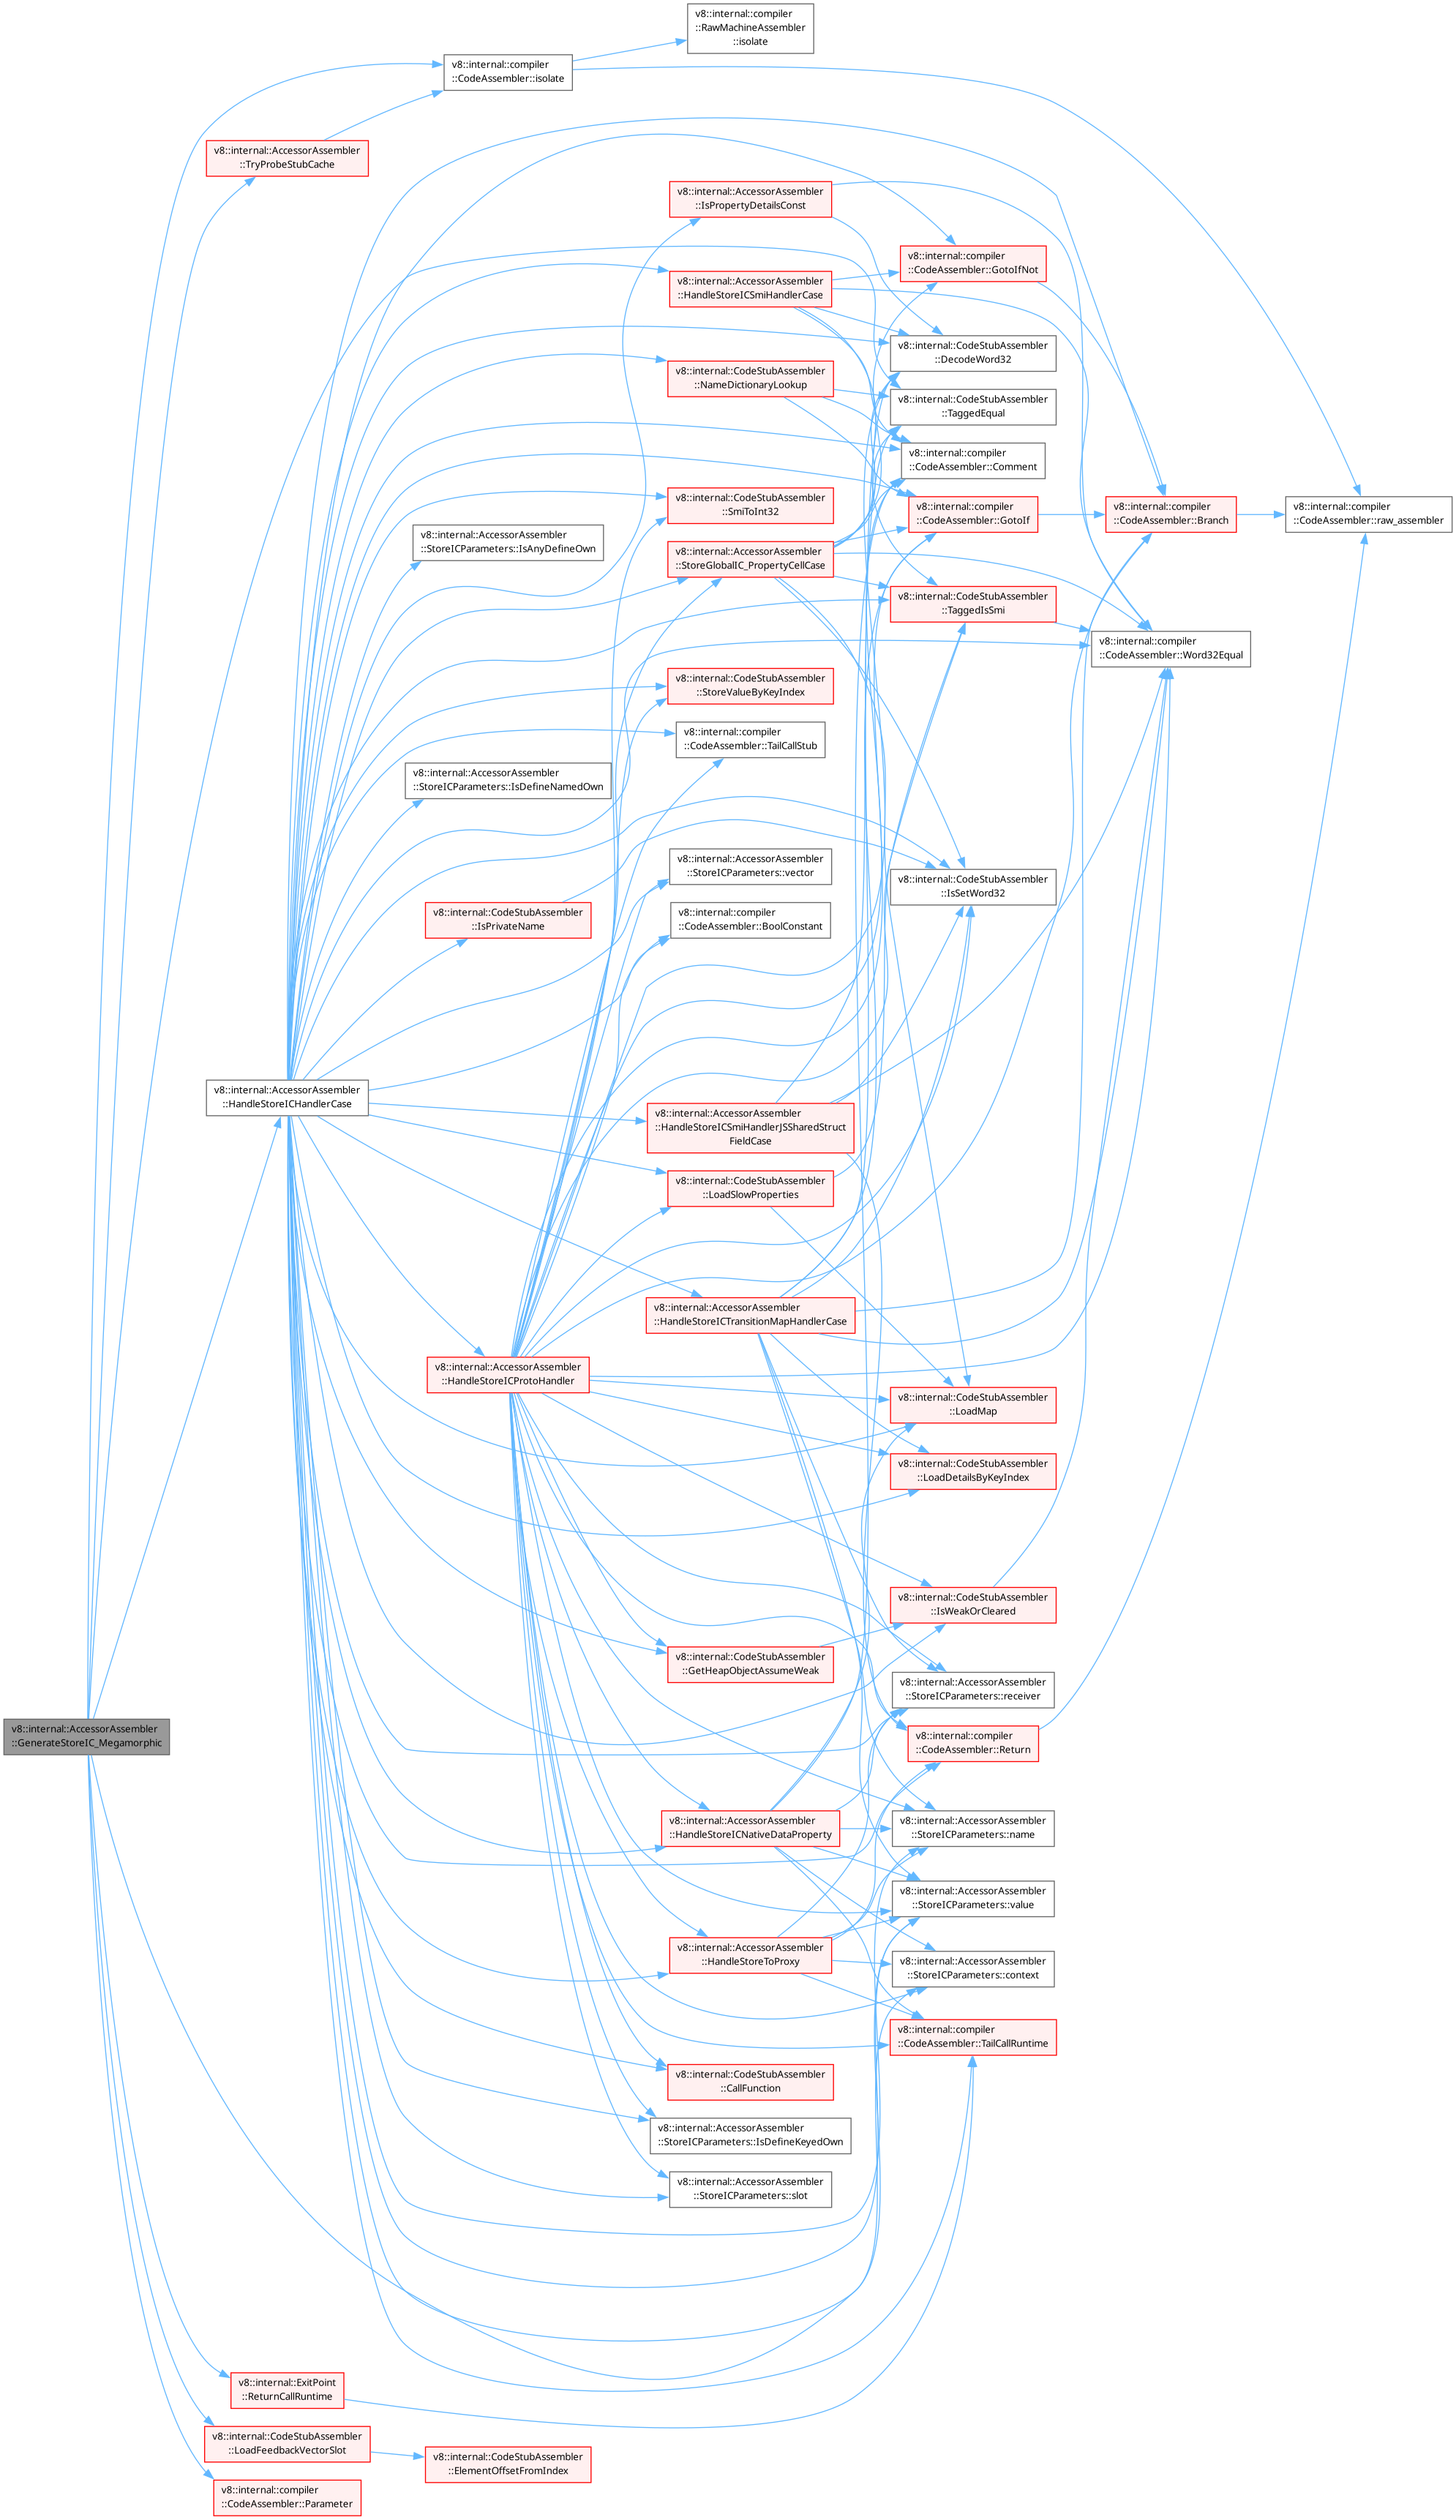 v8::internal::compiler
::RawMachineAssembler
::isolate
v8::internal::compiler
::CodeAssembler::isolate
v8::internal::AccessorAssembler
::TryProbeStubCache
v8::internal::AccessorAssembler
::IsPropertyDetailsConst
v8::internal::compiler
::CodeAssembler::GotoIfNot
v8::internal::AccessorAssembler
::HandleStoreICSmiHandlerCase
v8::internal::CodeStubAssembler
::DecodeWord32
v8::internal::CodeStubAssembler
::NameDictionaryLookup
v8::internal::CodeStubAssembler
::TaggedEqual
v8::internal::compiler
::CodeAssembler::Comment
v8::internal::CodeStubAssembler
::SmiToInt32
v8::internal::compiler
::CodeAssembler::GotoIf
v8::internal::compiler
::CodeAssembler::Branch
v8::internal::compiler
::CodeAssembler::raw_assembler
v8::internal::AccessorAssembler
::StoreICParameters::IsAnyDefineOwn
v8::internal::AccessorAssembler
::StoreGlobalIC_PropertyCellCase
v8::internal::CodeStubAssembler
::TaggedIsSmi
v8::internal::compiler
::CodeAssembler::Word32Equal
v8::internal::CodeStubAssembler
::StoreValueByKeyIndex
v8::internal::compiler
::CodeAssembler::TailCallStub
v8::internal::AccessorAssembler
::StoreICParameters::IsDefineNamedOwn
v8::internal::AccessorAssembler
::StoreICParameters::vector
v8::internal::CodeStubAssembler
::IsSetWord32
v8::internal::CodeStubAssembler
::IsPrivateName
v8::internal::compiler
::CodeAssembler::BoolConstant
v8::internal::AccessorAssembler
::HandleStoreICHandlerCase
v8::internal::AccessorAssembler
::HandleStoreICSmiHandlerJSSharedStruct
FieldCase
v8::internal::CodeStubAssembler
::LoadSlowProperties
v8::internal::AccessorAssembler
::HandleStoreICTransitionMapHandlerCase
v8::internal::AccessorAssembler
::HandleStoreICProtoHandler
v8::internal::CodeStubAssembler
::LoadMap
v8::internal::CodeStubAssembler
::LoadDetailsByKeyIndex
v8::internal::CodeStubAssembler
::IsWeakOrCleared
v8::internal::CodeStubAssembler
::GetHeapObjectAssumeWeak
v8::internal::AccessorAssembler
::StoreICParameters::receiver
v8::internal::AccessorAssembler
::GenerateStoreIC_Megamorphic
v8::internal::compiler
::CodeAssembler::Return
v8::internal::AccessorAssembler
::HandleStoreICNativeDataProperty
v8::internal::AccessorAssembler
::StoreICParameters::name
v8::internal::AccessorAssembler
::StoreICParameters::value
v8::internal::AccessorAssembler
::HandleStoreToProxy
v8::internal::AccessorAssembler
::StoreICParameters::context
v8::internal::compiler
::CodeAssembler::TailCallRuntime
v8::internal::CodeStubAssembler
::CallFunction
v8::internal::AccessorAssembler
::StoreICParameters::IsDefineKeyedOwn
v8::internal::AccessorAssembler
::StoreICParameters::slot
v8::internal::ExitPoint
::ReturnCallRuntime
v8::internal::CodeStubAssembler
::LoadFeedbackVectorSlot
v8::internal::CodeStubAssembler
::ElementOffsetFromIndex
v8::internal::compiler
::CodeAssembler::Parameter